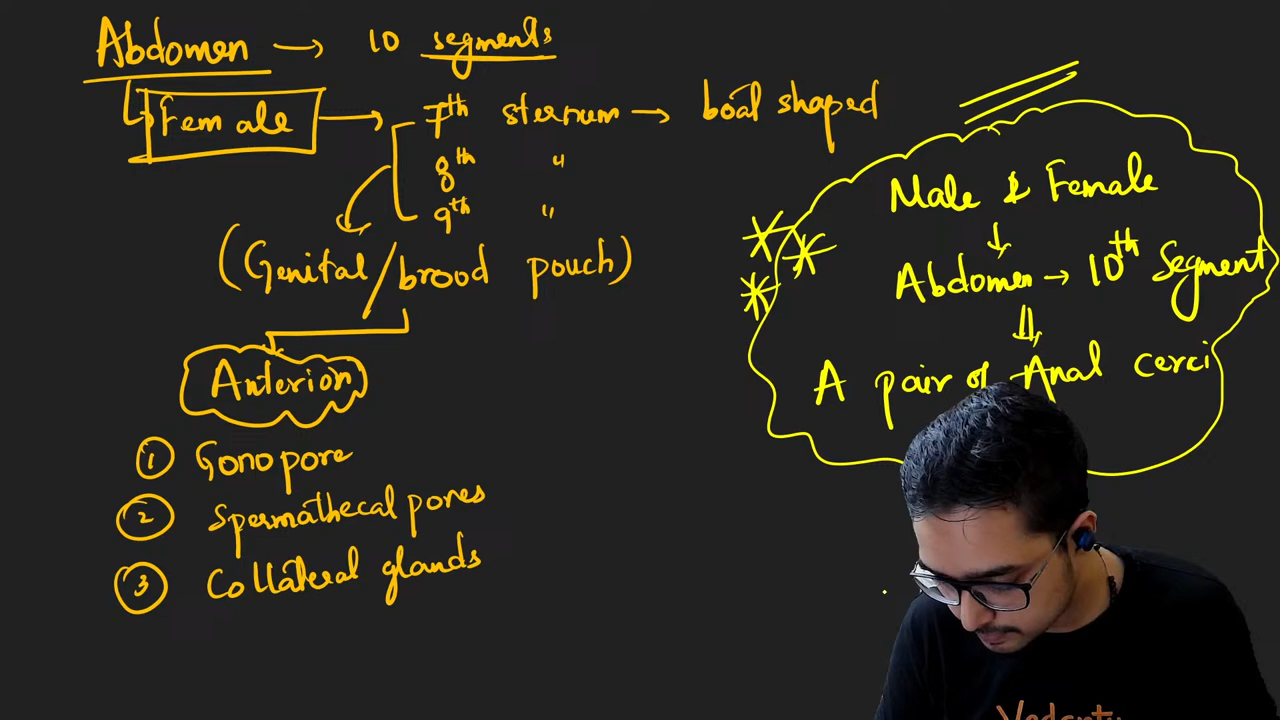 Abdomen → 10 segments
Female → 7th sternum → boat shaped
8th "
9th "
(Genital/brood pouch)
Anterior
① Gonopore
② Spermathecal pores
③ Collateral glands
Male & Female
↓
Abdomen → 10th Segment
⇓
A pair of Anal cerci
Vedantu